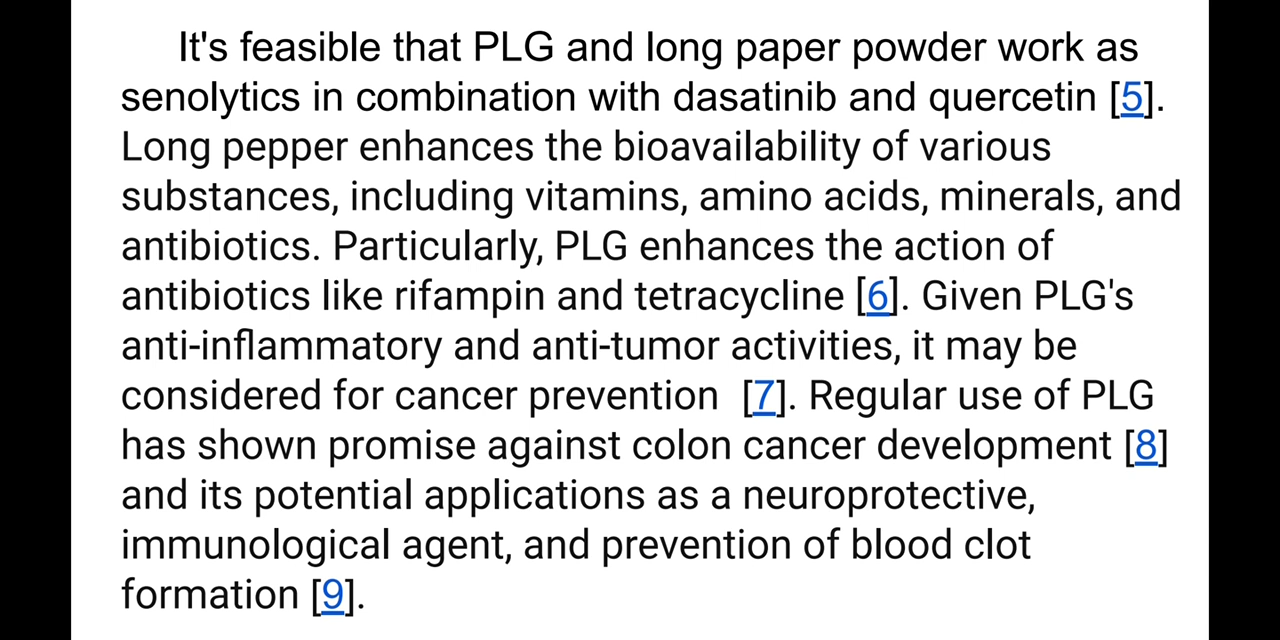 It's feasible that PLG and long paper powder work as
senolytics in combination with dasatinib and quercetin [5].
Long pepper enhances the bioavailability of various
substances, including vitamins, amino acids, minerals, and
antibiotics. Particularly, PLG enhances the action of
antibiotics like rifampin and tetracycline [6]. Given PLG's
anti-inflammatory and anti-tumor activities, it may be
considered for cancer prevention  [7]. Regular use of PLG
has shown promise against colon cancer development [8]
and its potential applications as a neuroprotective,
immunological agent, and prevention of blood clot
formation [9].